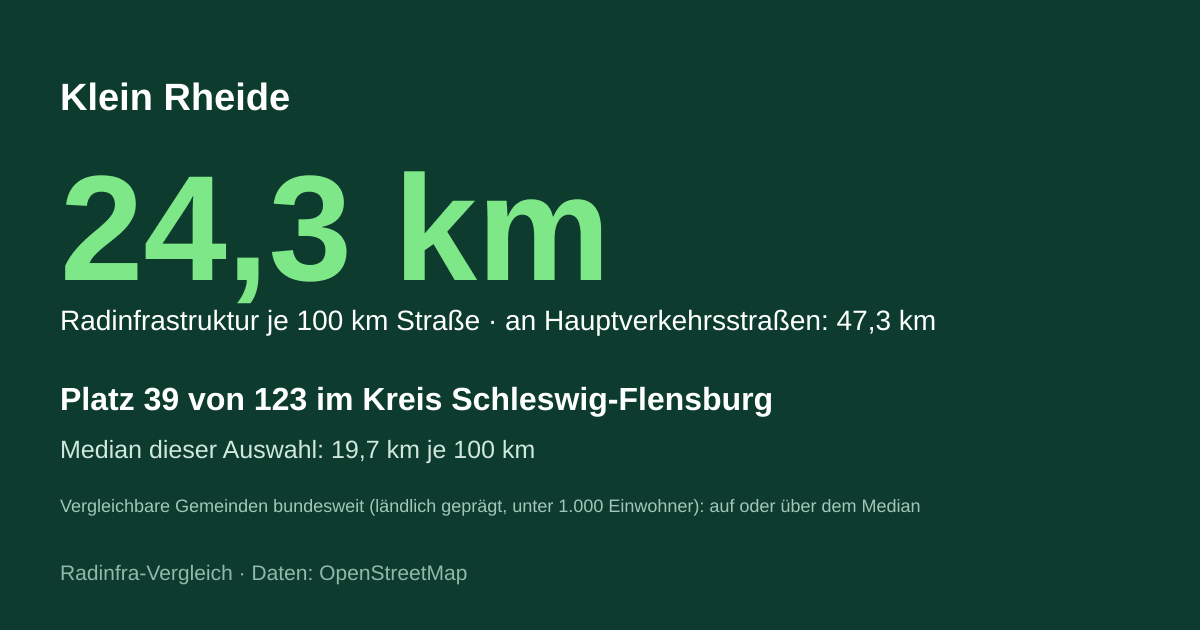 Klein Rheide
24,3 km
Radinfrastruktur je 100 km Straße · an Hauptverkehrsstraßen: 47,3 km
Platz 39 von 123 im Kreis Schleswig-Flensburg
Median dieser Auswahl: 19,7 km je 100 km
Vergleichbare Gemeinden bundesweit (ländlich geprägt, unter 1.000 Einwohner): auf oder über dem Median
Radinfra-Vergleich · Daten: OpenStreetMap